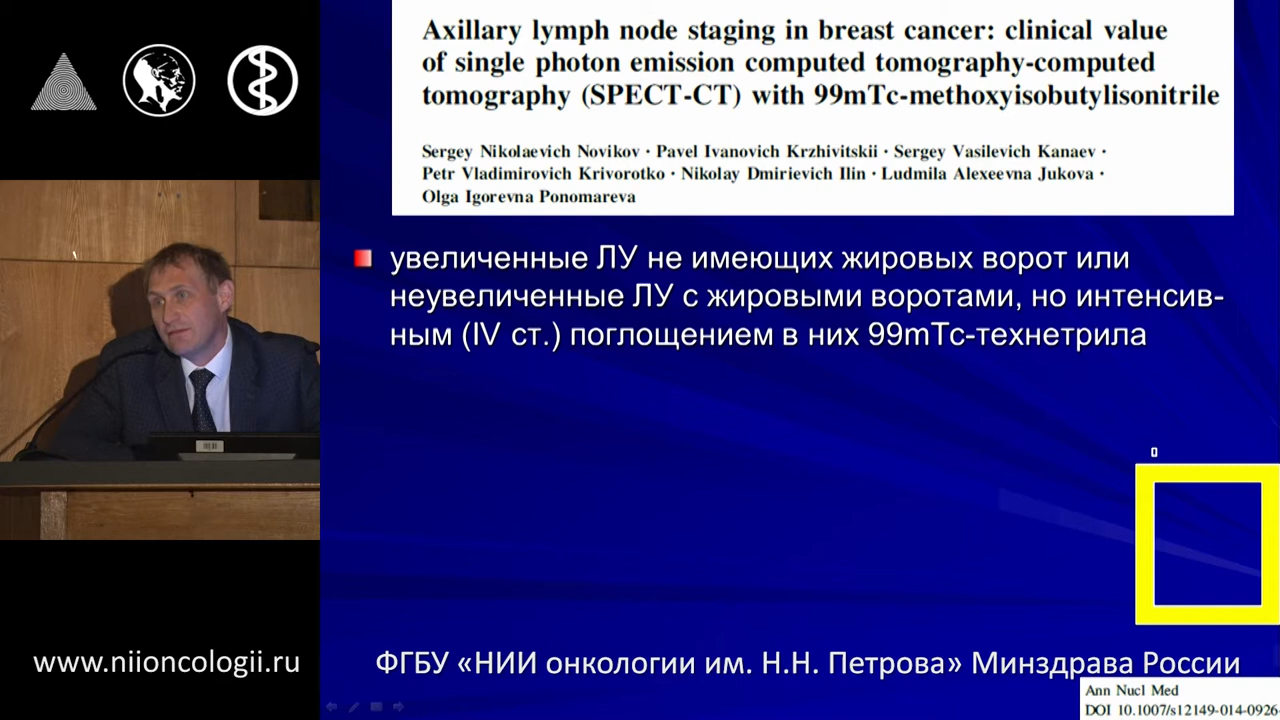 Axillary lymph node staging in breast cancer: clinical value
of single photon emission computed tomography-computed
tomography (SPECT-CT) with 99mTc-methoxyisobutylisonitrile
Sergey Nikolaevich Novikov · Pavel Ivanovich Krzhivitskii · Sergey Vasilevich Kanaev ·
Petr Vladimirovich Krivorotko · Nikolay Dmirievich Ilin · Ludmila Alexeevna Jukova ·
Olga Igorevna Ponomareva
увеличенные ЛУ не имеющих жировых ворот или
неувеличенные ЛУ с жировыми воротами, но интенсив-
ным (IV ст.) поглощением в них 99mTc-технетрила
www.niioncologii.ru
ФГБУ «НИИ онкологии им. Н.Н. Петрова» Минздрава России
Ann Nucl Med
DOI 10.1007/s12149-014-0926-